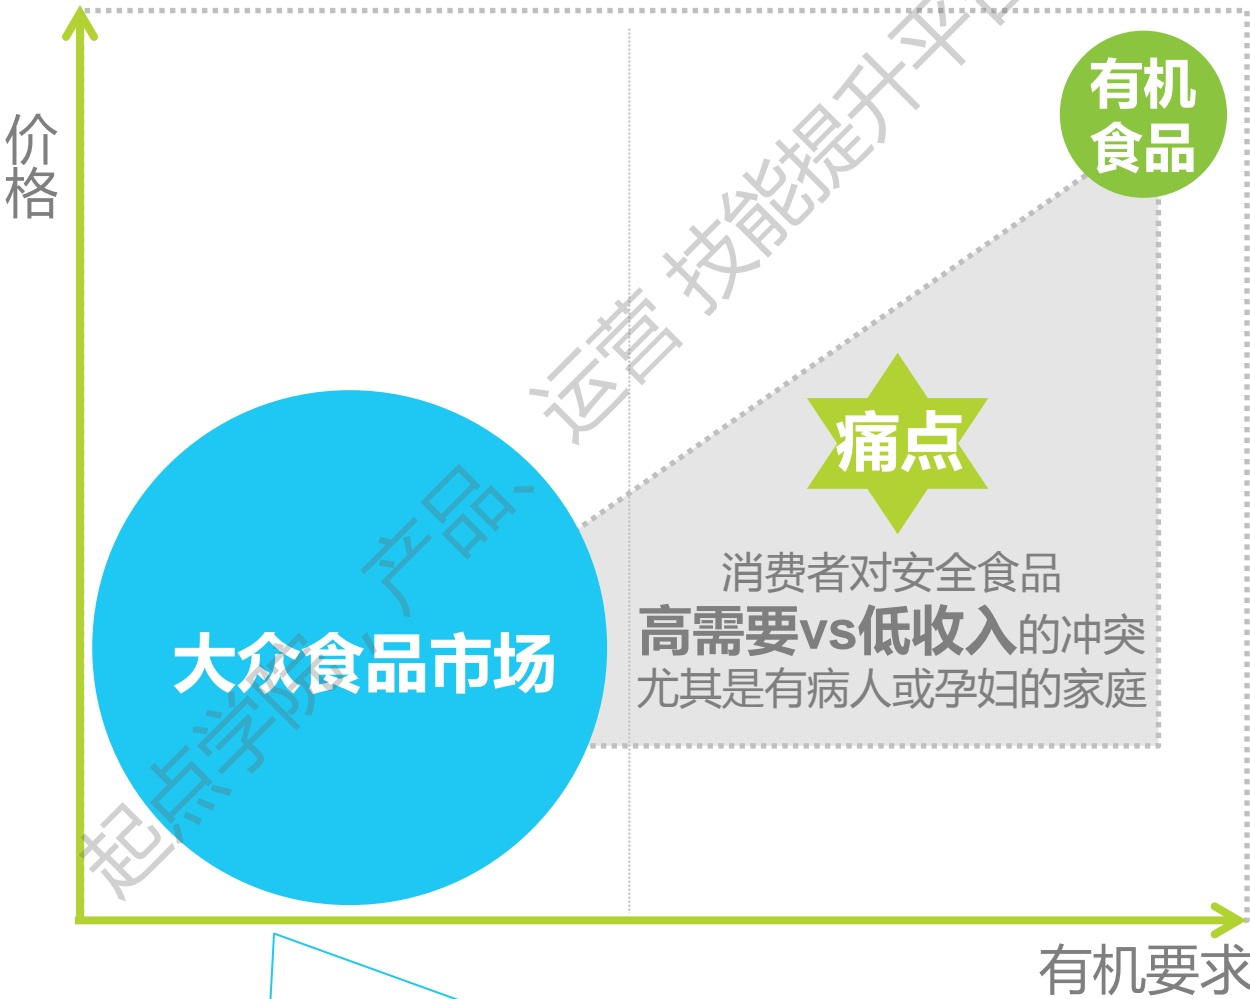 价
格
有机
食品
痛点
消费者对安全食品
高需要vs低收入的冲突
尤其是有病人或孕妇的家庭
大众食品市场
有机要求
起点学院，产品、运营 技能提升平台